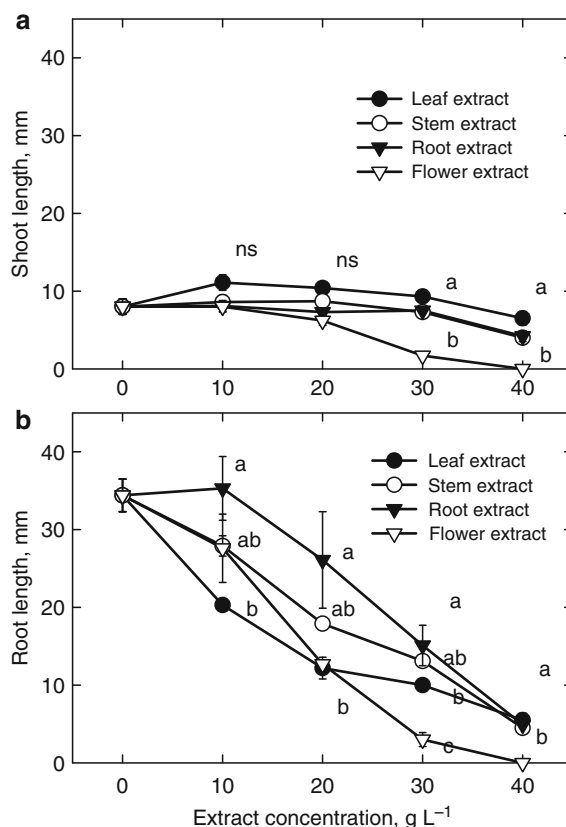 a
40
30
20
10
0
Shoot length, mm
Leaf extract
Stem extract
Root extract
Flower extract
ns
ns
a
a
b
b
0
10
20
30
40
b
40
30
20
10
0
Root length, mm
Leaf extract
Stem extract
Root extract
Flower extract
a
ab
b
a
ab
b
a
ab
b
c
a
b
0
10
20
30
40
Extract concentration, g L⁻¹